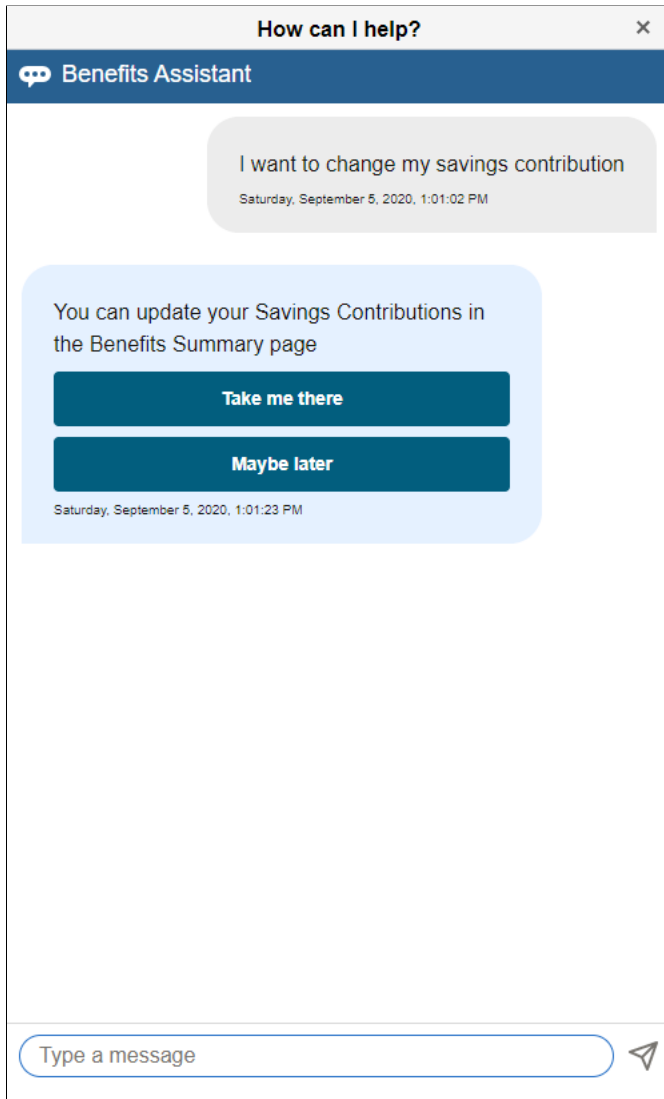 How can I help?
Benefits Assistant
I want to change my savings contribution
Saturday, September 5, 2020, 1:01:02 PM
You can update your Savings Contributions in
the Benefits Summary page
Take me there
Maybe later
Saturday, September 5, 2020, 1:01:23 PM
Type a message